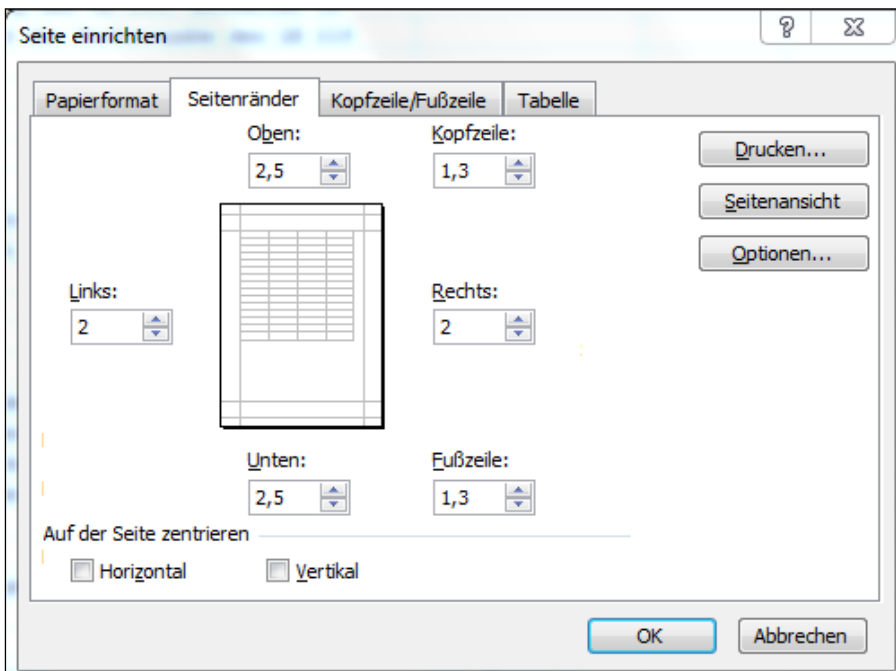 Seite einrichten
Papierformat Seitenränder Kopfzeile/Fußzeile Tabelle
Oben: Kopfzeile:
2,5 1,3
Drucken...
Seitenansicht
Optionen...
Links: Rechts:
2 2
Unten: Fußzeile:
2,5 1,3
Auf der Seite zentrieren
Horizontal Vertikal
OK Abbrechen